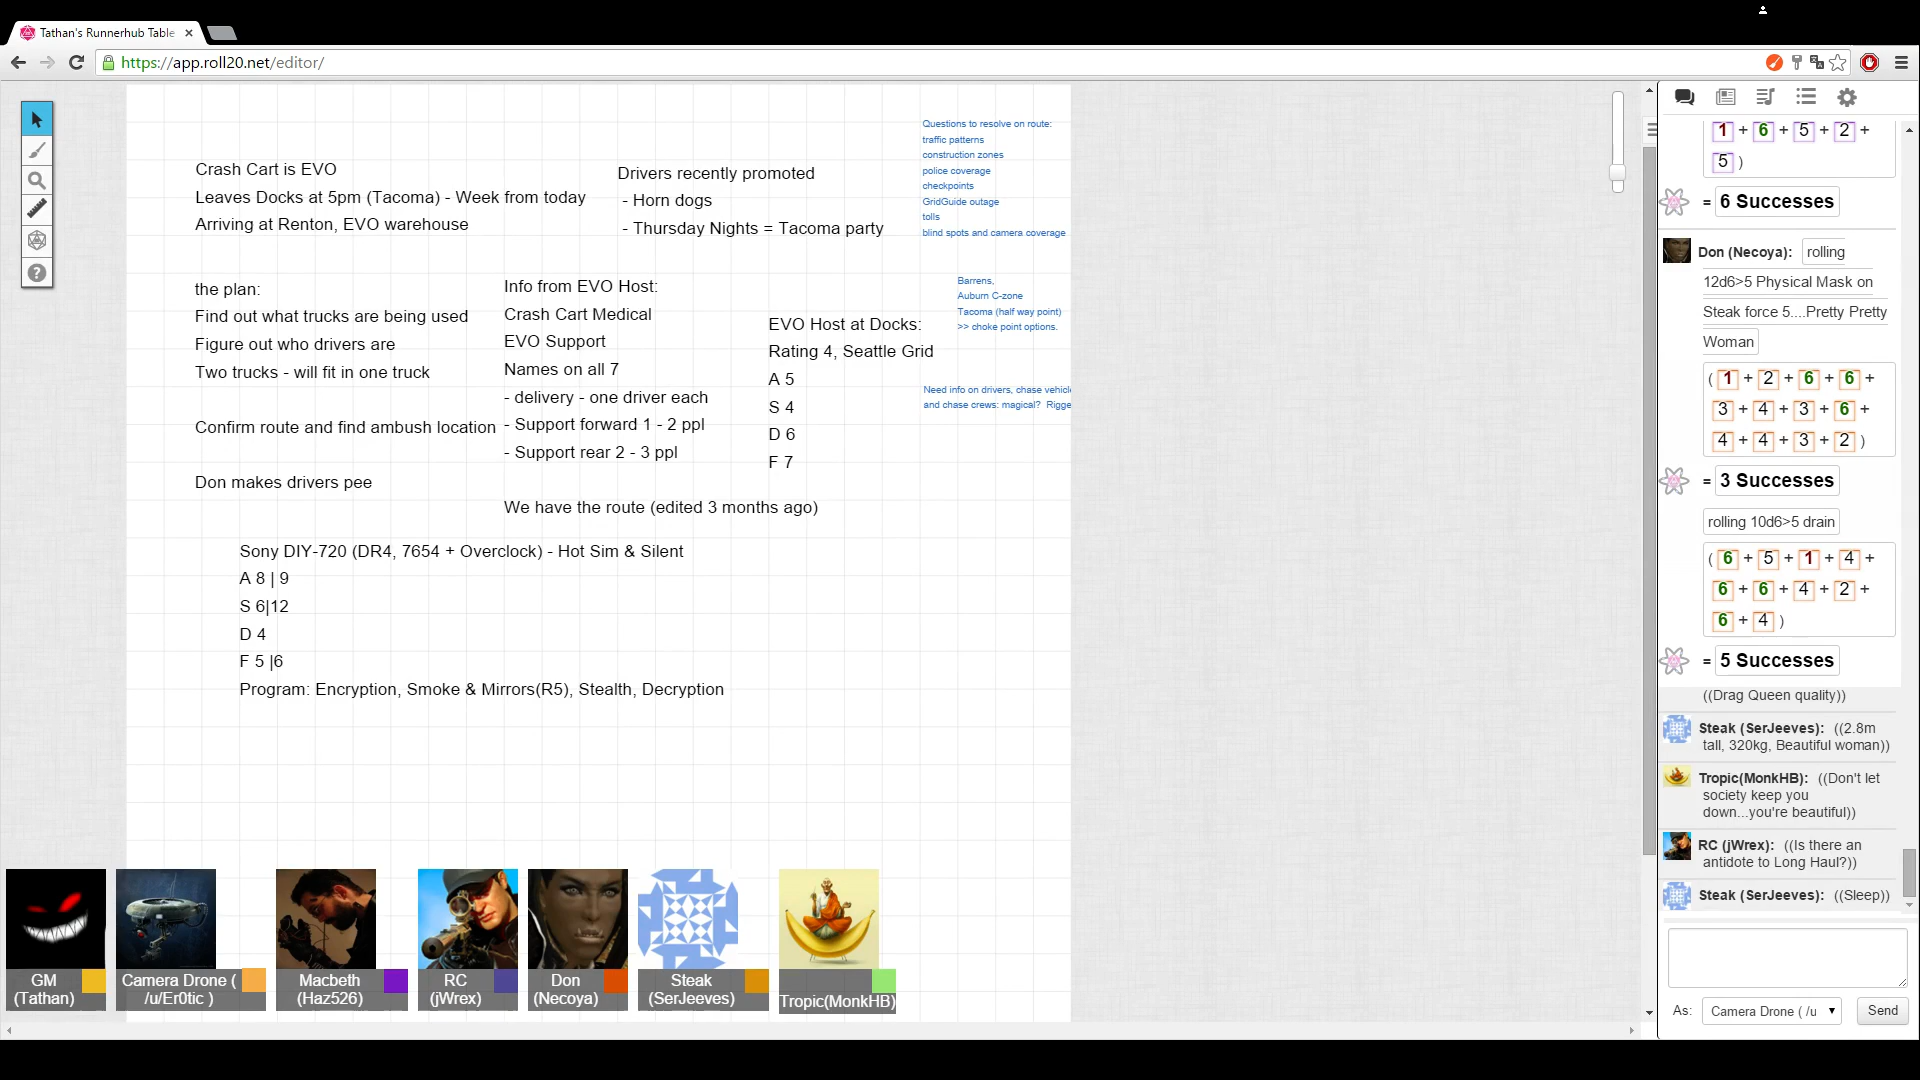 Tathan's Runnerhub Table
https://app.roll20.net/editor/
Crash Cart is EVO
Leaves Docks at 5pm (Tacoma) - Week from today
Arriving at Renton, EVO warehouse
Drivers recently promoted
- Horn dogs
- Thursday Nights = Tacoma party
Questions to resolve on route:
traffic patterns
construction zones
police coverage
checkpoints
GridGuide outage
tolls
blind spots and camera coverage
the plan:
Find out what trucks are being used
Figure out who drivers are
Two trucks - will fit in one truck
Confirm route and find ambush location
Don makes drivers pee
Info from EVO Host:
Crash Cart Medical
EVO Support
Names on all 7
- delivery - one driver each
- Support forward 1 - 2 ppl
- Support rear 2 - 3 ppl
We have the route (edited 3 months ago)
EVO Host at Docks:
Rating 4, Seattle Grid
A 5
S 4
D 6
F 7
Barrens,
Auburn C-zone
Tacoma (half way point)
>> choke point options.
Need info on drivers, chase vehicle
and chase crews: magical? Rigge
Sony DIY-720 (DR4, 7654 + Overclock) - Hot Sim & Silent
A 8 | 9
S 6|12
D 4
F 5 |6
Program: Encryption, Smoke & Mirrors(R5), Stealth, Decryption
GM
(Tathan)
Camera Drone (
/u/Er0tic )
Macbeth
(Haz526)
RC
(jWrex)
Don
(Necoya)
Steak
(SerJeeves)
Tropic(MonkHB)
1 + 6 + 5 + 2 +
5 )
= 6 Successes
Don (Necoya): rolling
12d6>5 Physical Mask on
Steak force 5....Pretty Pretty
Woman
( 1 + 2 + 6 + 6 +
3 + 4 + 3 + 6 +
4 + 4 + 3 + 2 )
= 3 Successes
rolling 10d6>5 drain
( 6 + 5 + 1 + 4 +
6 + 6 + 4 + 2 +
6 + 4 )
= 5 Successes
((Drag Queen quality))
Steak (SerJeeves): ((2.8m
tall, 320kg, Beautiful woman))
Tropic(MonkHB): ((Don't let
society keep you
down...you're beautiful))
RC (jWrex): ((Is there an
antidote to Long Haul?))
Steak (SerJeeves): ((Sleep))
As: Camera Drone ( /u
Send